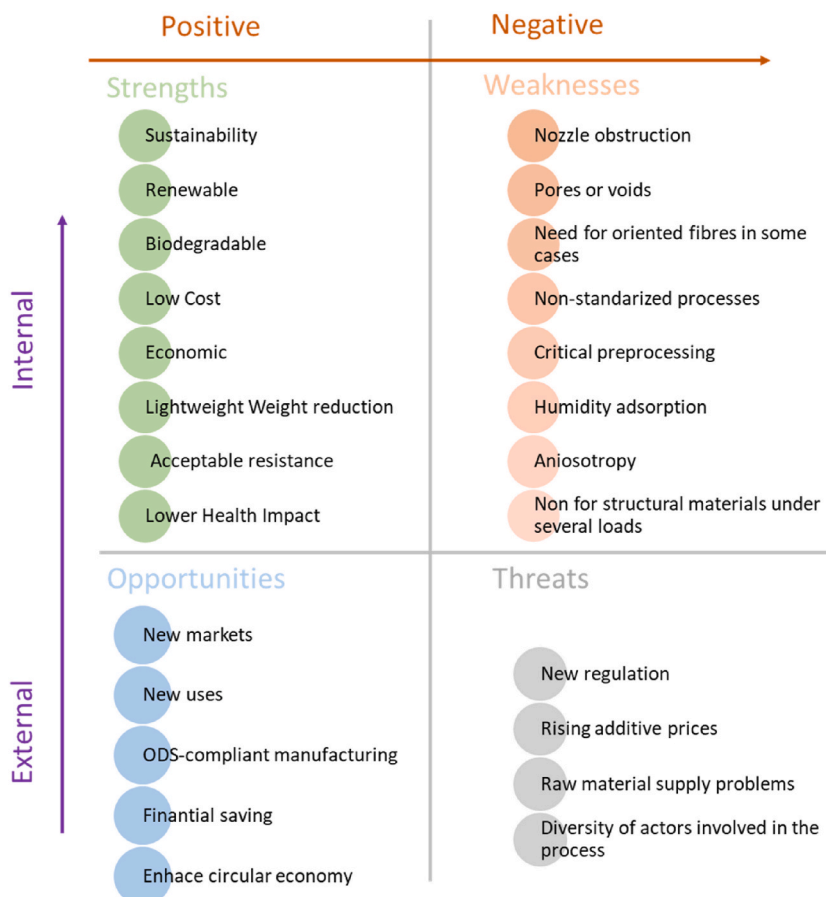 Positive
Negative
Strengths
Sustainability
Renewable
Biodegradable
Low Cost
Economic
Lightweight Weight reduction
Acceptable resistance
Lower Health Impact
Weaknesses
Nozzle obstruction
Pores or voids
Need for oriented fibres in some
cases
Non-standarized processes
Critical preprocessing
Humidity adsorption
Aniosotropy
Non for structural materials under
several loads
Internal
External
Opportunities
New markets
New uses
ODS-compliant manufacturing
Finantial saving
Enhace circular economy
Threats
New regulation
Rising additive prices
Raw material supply problems
Diversity of actors involved in the
process